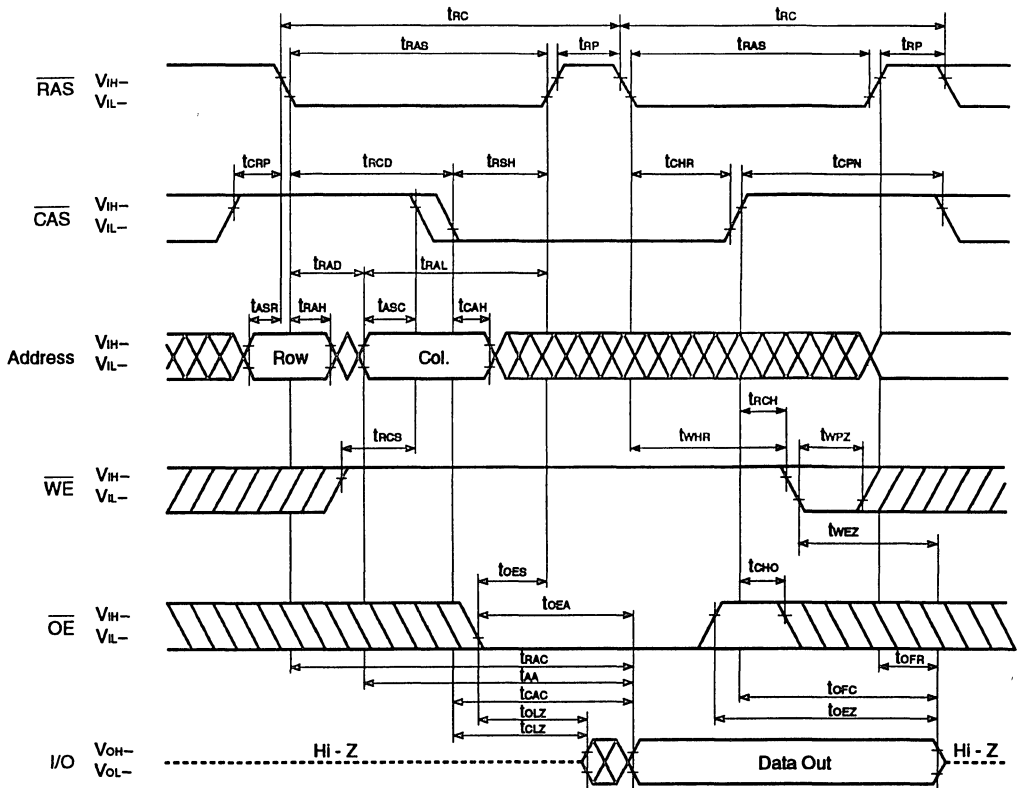 tRC tRC
tRAS tRP tRAS tRP
RAS VIH–
VIL–
tCRP tRCD tRSH tCHR tCPN
CAS VIH–
VIL–
tRAD tRAL
tASR tRAH tASC tCAH
Address VIH–
VIL–
Row Col.
tRCH
tRCS tWHR tWPZ
WE VIH–
VIL–
tWEZ
tOES tCHO
tOEA
OE VIH–
VIL–
tRAC tOFR
tAA
tCAC tOFC
tOLZ tOEZ
tCLZ
I/O VOH–
VOL–
Hi - Z Data Out Hi - Z